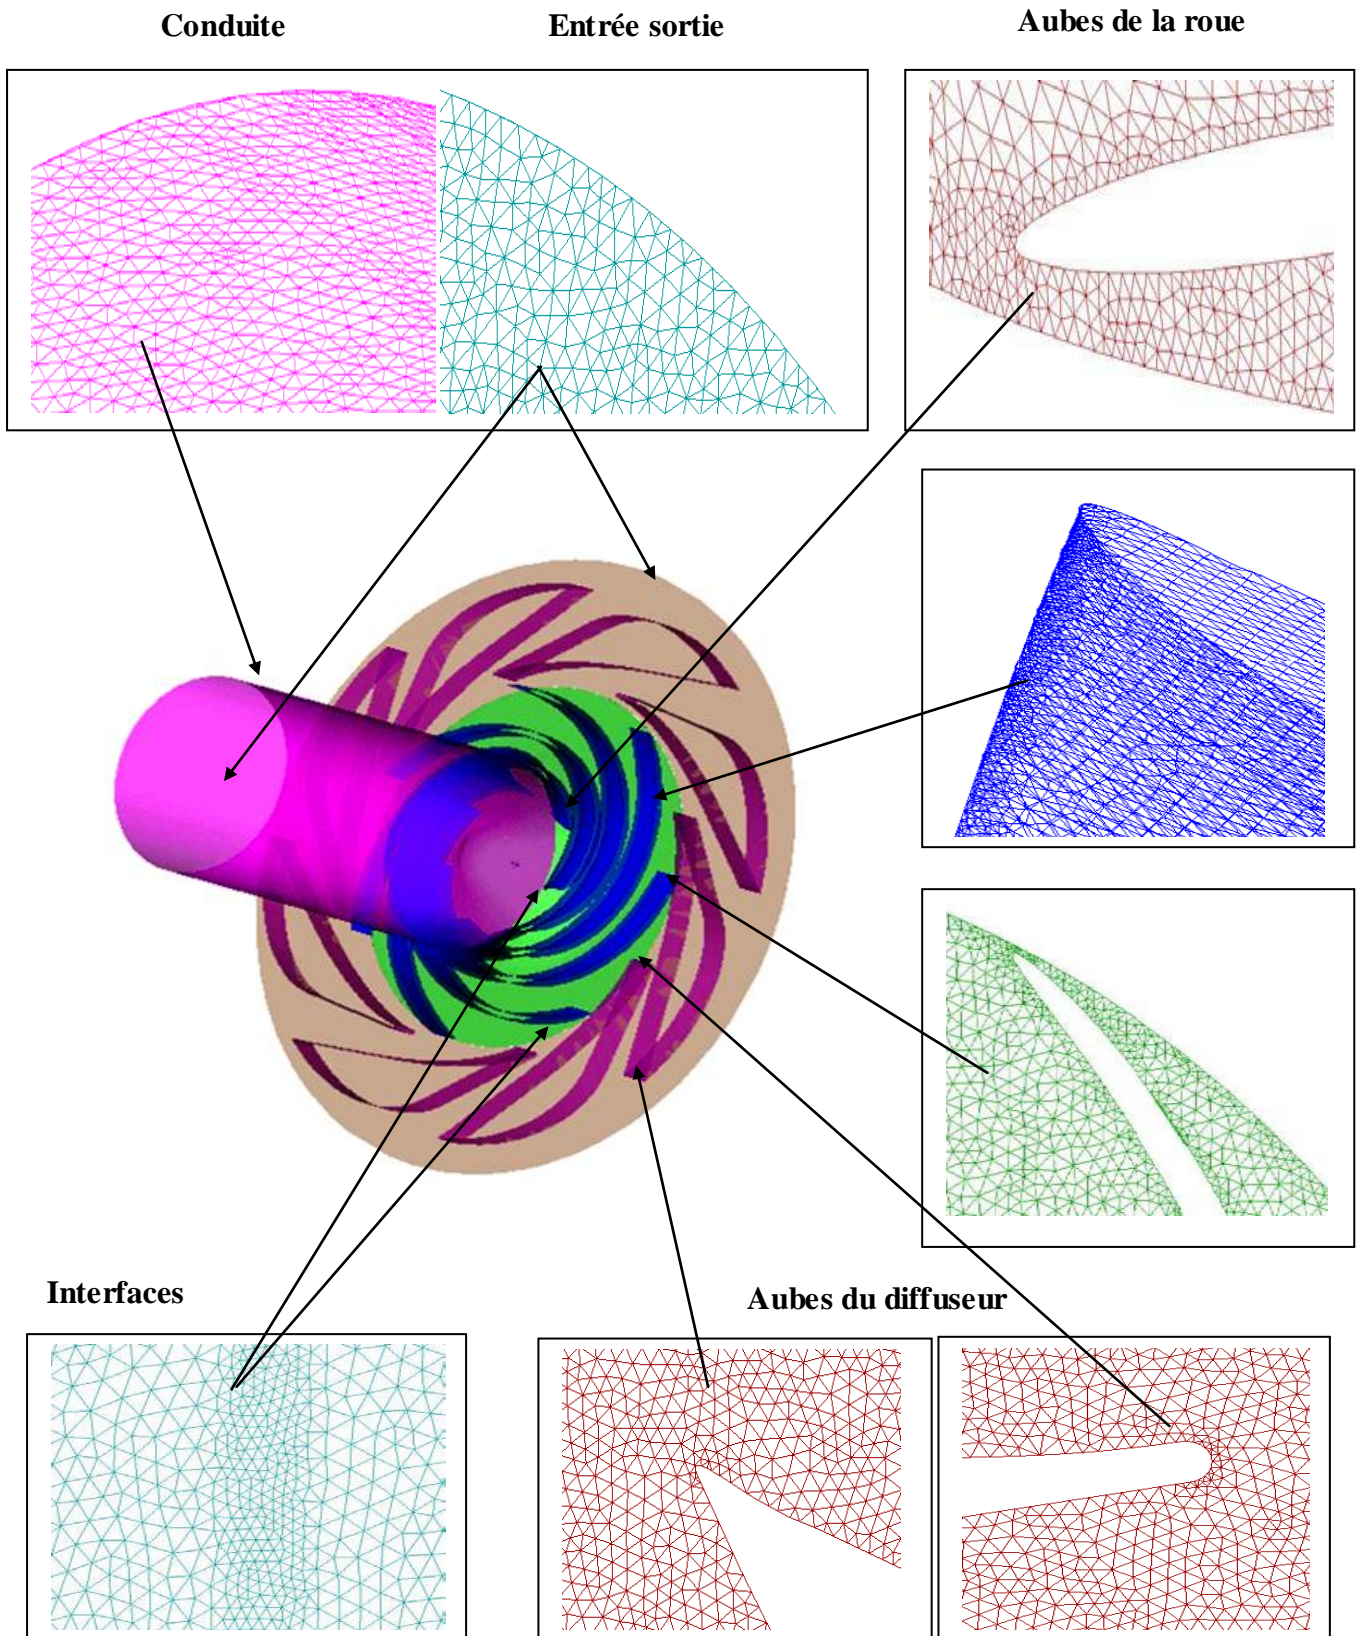 Conduite
Entrée sortie
Aubes de la roue
Interfaces
Aubes du diffuseur